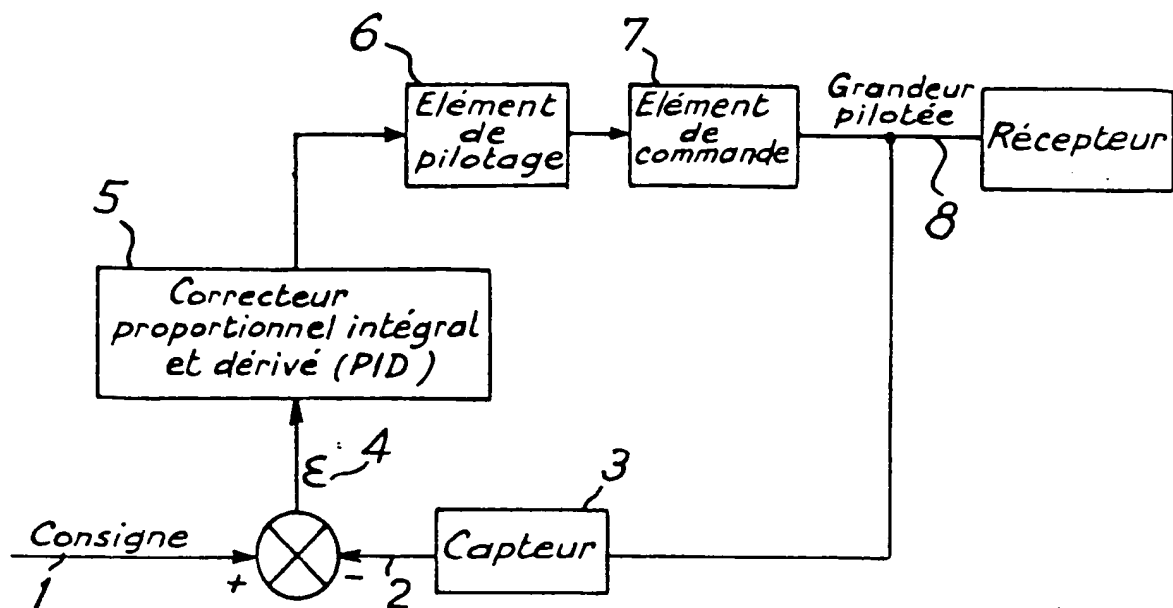 6
7
Elément
de
pilotage
Elément
de
commande
Grandeur
pilotée
8
Récepteur
5
Correcteur
proportionnel intégral
et dérivé (PID)
ε 4
3
Consigne
1
+
-
2
Capteur